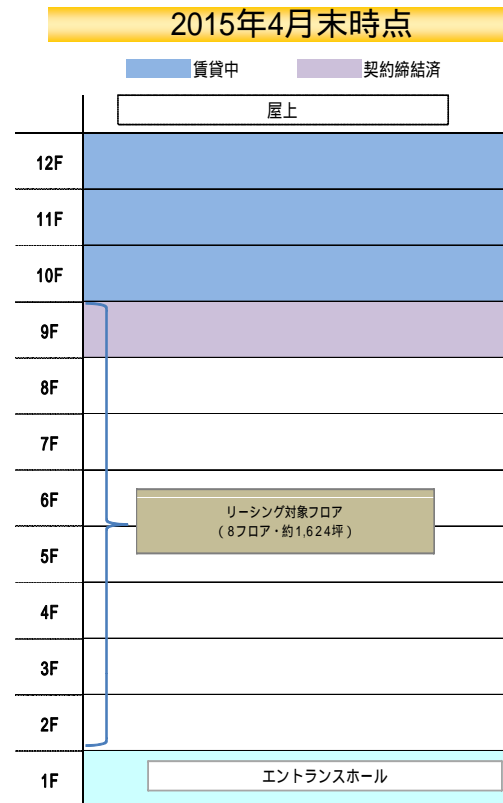 2015年4月末時点
賃貸中
契約締結済
屋上
12F
11F
10F
9F
8F
7F
6F
リーシング対象フロア
(8フロア・約1,624坪)
5F
4F
3F
2F
1F
エントランスホール